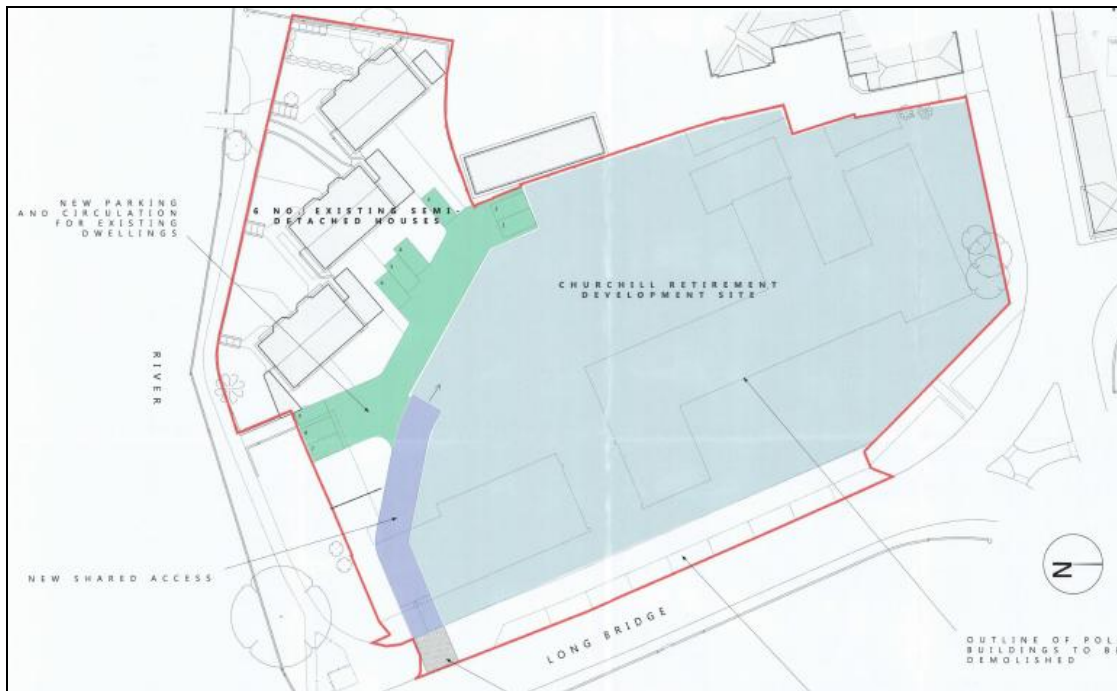 NEW PARKING
AND CIRCULATION
FOR EXISTING
DWELLINGS
6 NO. EXISTING SEMI-
DETACHED HOUSES
CHURCHILL RETIREMENT
DEVELOPMENT SITE
RIVER
NEW SHARED ACCESS
LONG BRIDGE
N
OUTLINE OF POL
BUILDINGS TO B
DEMOLISHED